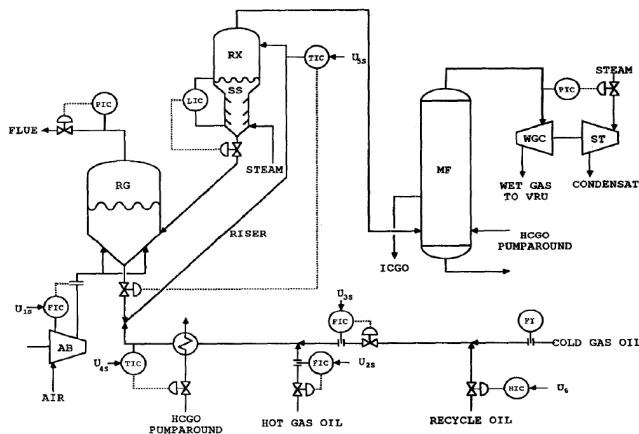 RX
TIC
U5S
STEAM
PIC
SS
PIC
LIC
FLUE
WGC
ST
STEAM
RG
MF
WET GAS
TO VRU
CONDENSAT
RISER
HCGO
PUMPAROUND
ICGO
U3S
U1S
FIC
FIC
FY
COLD GAS OIL
AB
U4S
TIC
FIC
U2S
HIC
U6
AIR
HCGO
PUMPAROUND
HOT GAS OIL
RECYCLE OIL